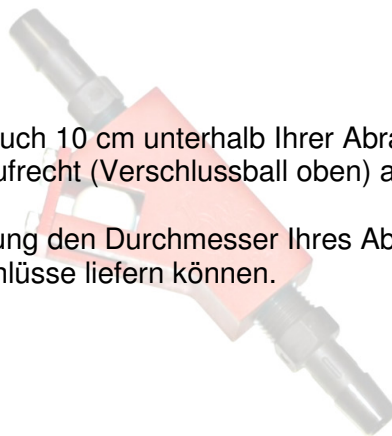 uch 10 cm unterhalb Ihrer Abra
ufrecht (Verschlussball oben) a
ung den Durchmesser Ihres Ab
hlüsse liefern können.